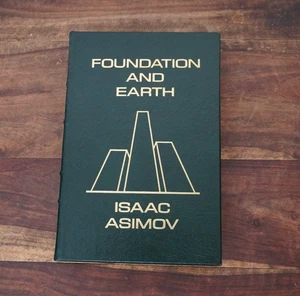 FOUNDATION
AND
EARTH
ISAAC
ASIMOV